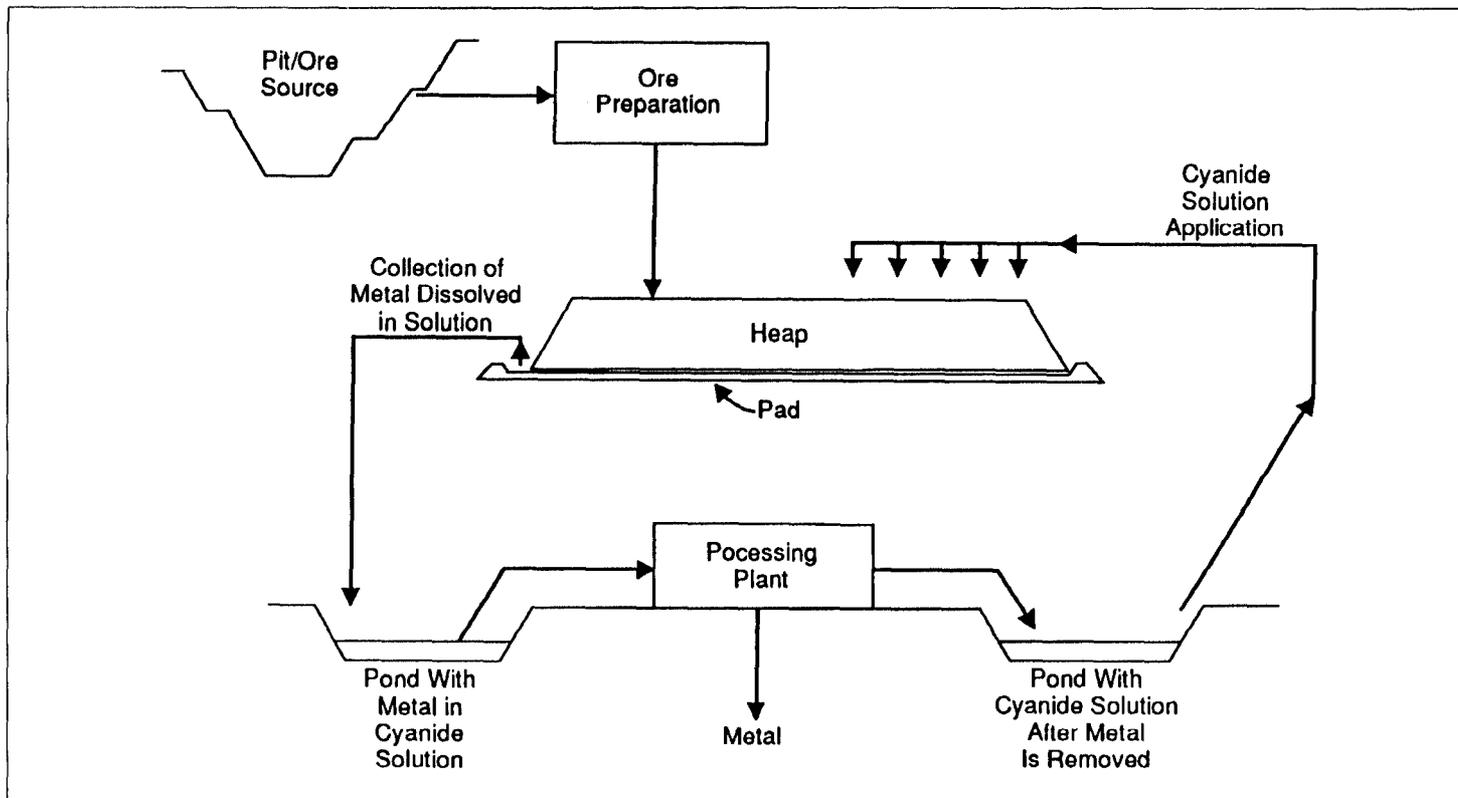 Pit/Ore
Source
Ore
Preparation
Cyanide
Solution
Application
Collection of
Metal Dissolved
in Solution
Heap
Pad
Pocessing
Plant
Pond With
Metal in
Cyanide
Solution
Metal
Pond With
Cyanide Solution
After Metal
Is Removed